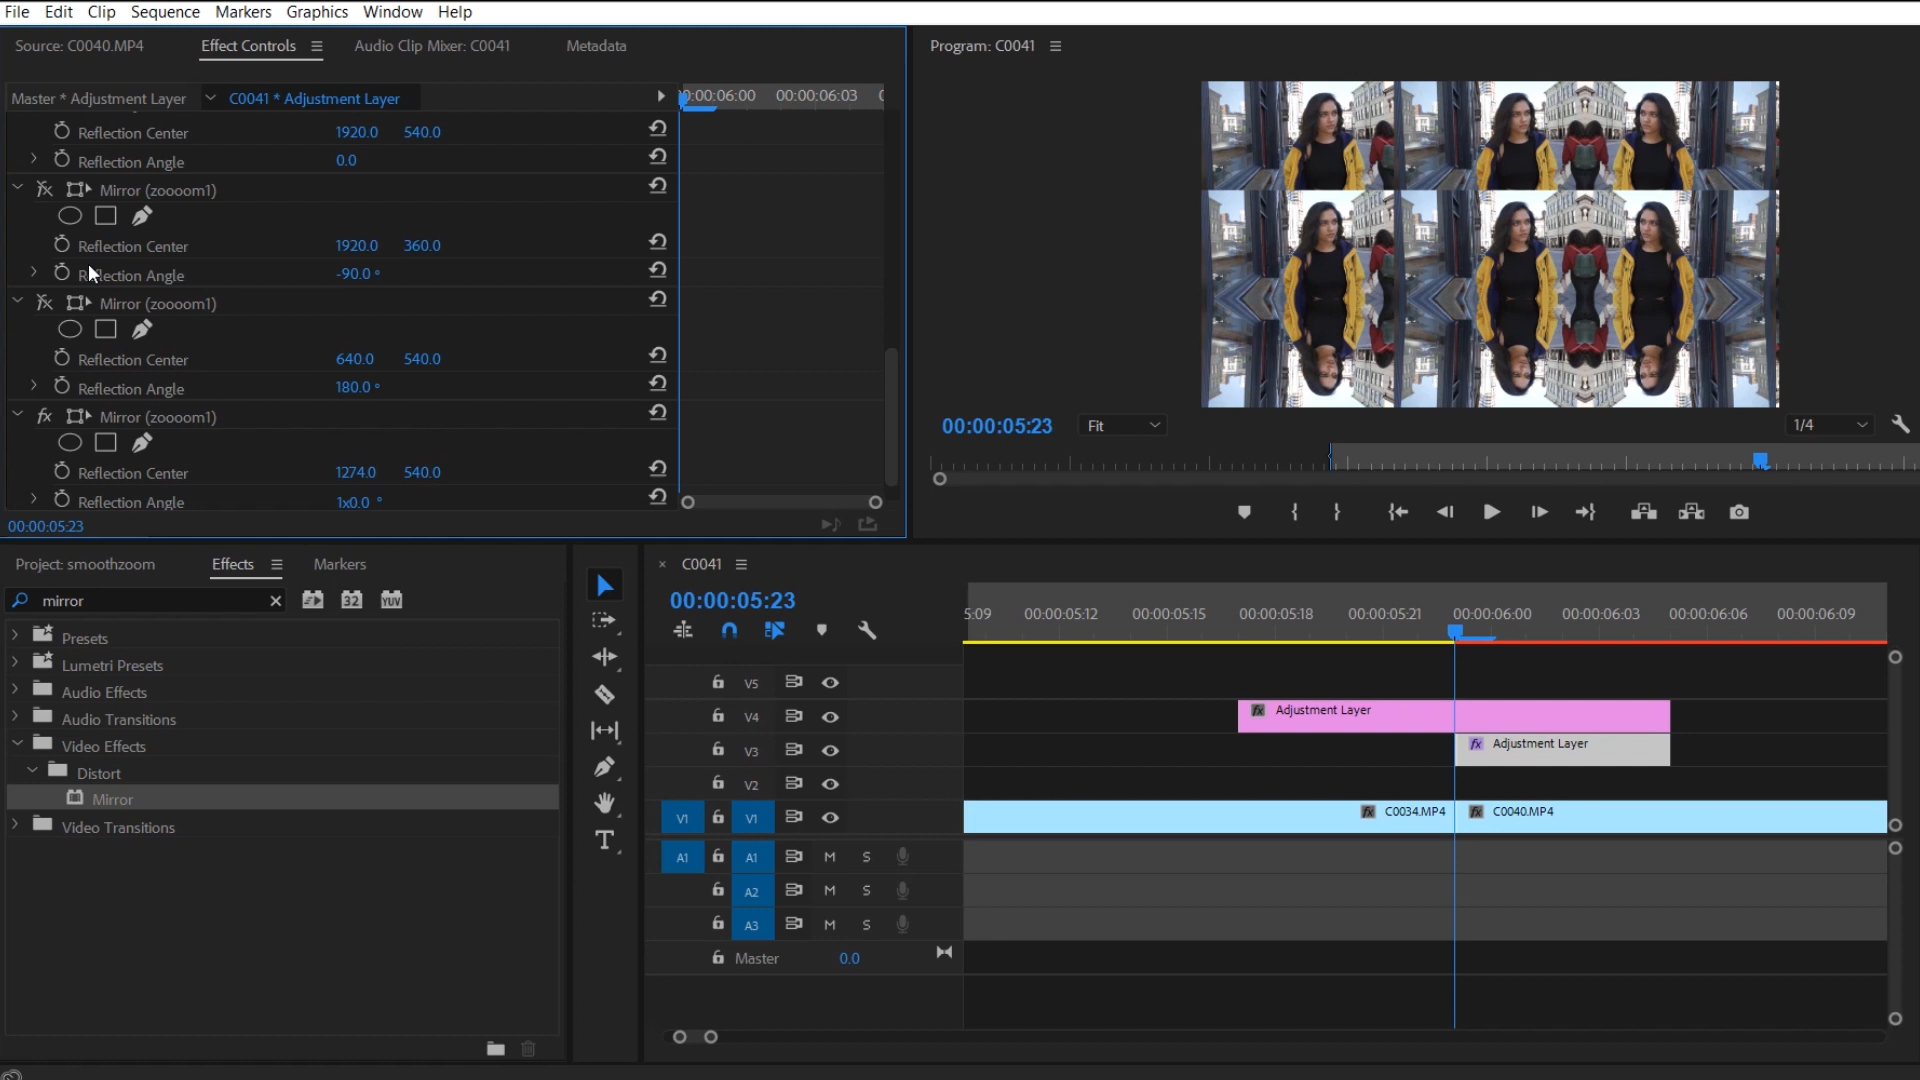 File Edit Clip Sequence Markers Graphics Window Help
Source: C0040.MP4 Effect Controls Audio Clip Mixer: C0041 Metadata
Master * Adjustment Layer C0041 * Adjustment Layer
00:00:06:03
Reflection Center 1920.0 540.0
Reflection Angle 0.0
Mirror (zoooom1)
Reflection Center 1920.0 360.0
Reflection Angle -90.0 °
Mirror (zoooom1)
Reflection Center 640.0 540.0
Reflection Angle 180.0 °
Mirror (zoooom1)
Reflection Center 1274.0 540.0
Reflection Angle 1x0.0 °
00:00:05:23
Program: C0041
00:00:05:23 Fit 1/4
Project: smoothzoom Effects Markers
mirror 32 YUV
Presets
Lumetri Presets
Audio Effects
Audio Transitions
Video Effects
Distort
Mirror
Video Transitions
× C0041
00:00:05:23
5:09 00:00:05:12 00:00:05:15 00:00:05:18 00:00:05:21 00:00:06:00 00:00:06:03 00:00:06:06 00:00:06:09
V5
V4 fx Adjustment Layer
V3 fx Adjustment Layer
V2
V1 V1 fx C0034.MP4 fx C0040.MP4
A1 A1 M S
A2 M S
A3 M S
Master 0.0